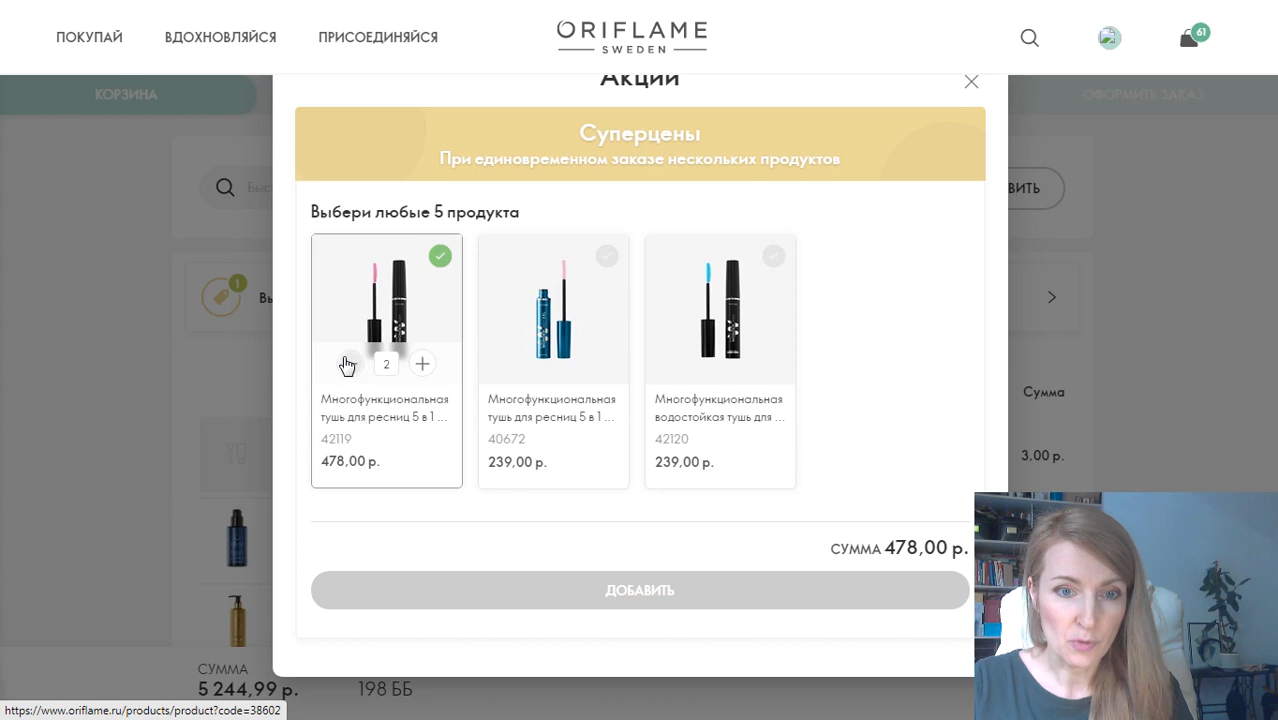 ПОКУПАЙ ВДОХНОВЛЯЙСЯ ПРИСОЕДИНЯЙСЯ
ORIFLAME
SWEDEN
61
Акции
КОРЗИНА
ОФОРМИТЬ ЗАКАЗ
Суперцены
При единовременном заказе нескольких продуктов
Выбери любые 5 продукта
1
2
Многофункциональная
тушь для ресниц 5 в 1 ...
42119
478,00 р.
Многофункциональная
тушь для ресниц 5 в 1 ...
40672
239,00 р.
Многофункциональная
водостойкая тушь для ...
42120
239,00 р.
Сумма
3,00 р.
СУММА 478,00 р.
ДОБАВИТЬ
СУММА
5 244,99 р. 198 ББ
https://www.oriflame.ru/products/product?code=38602